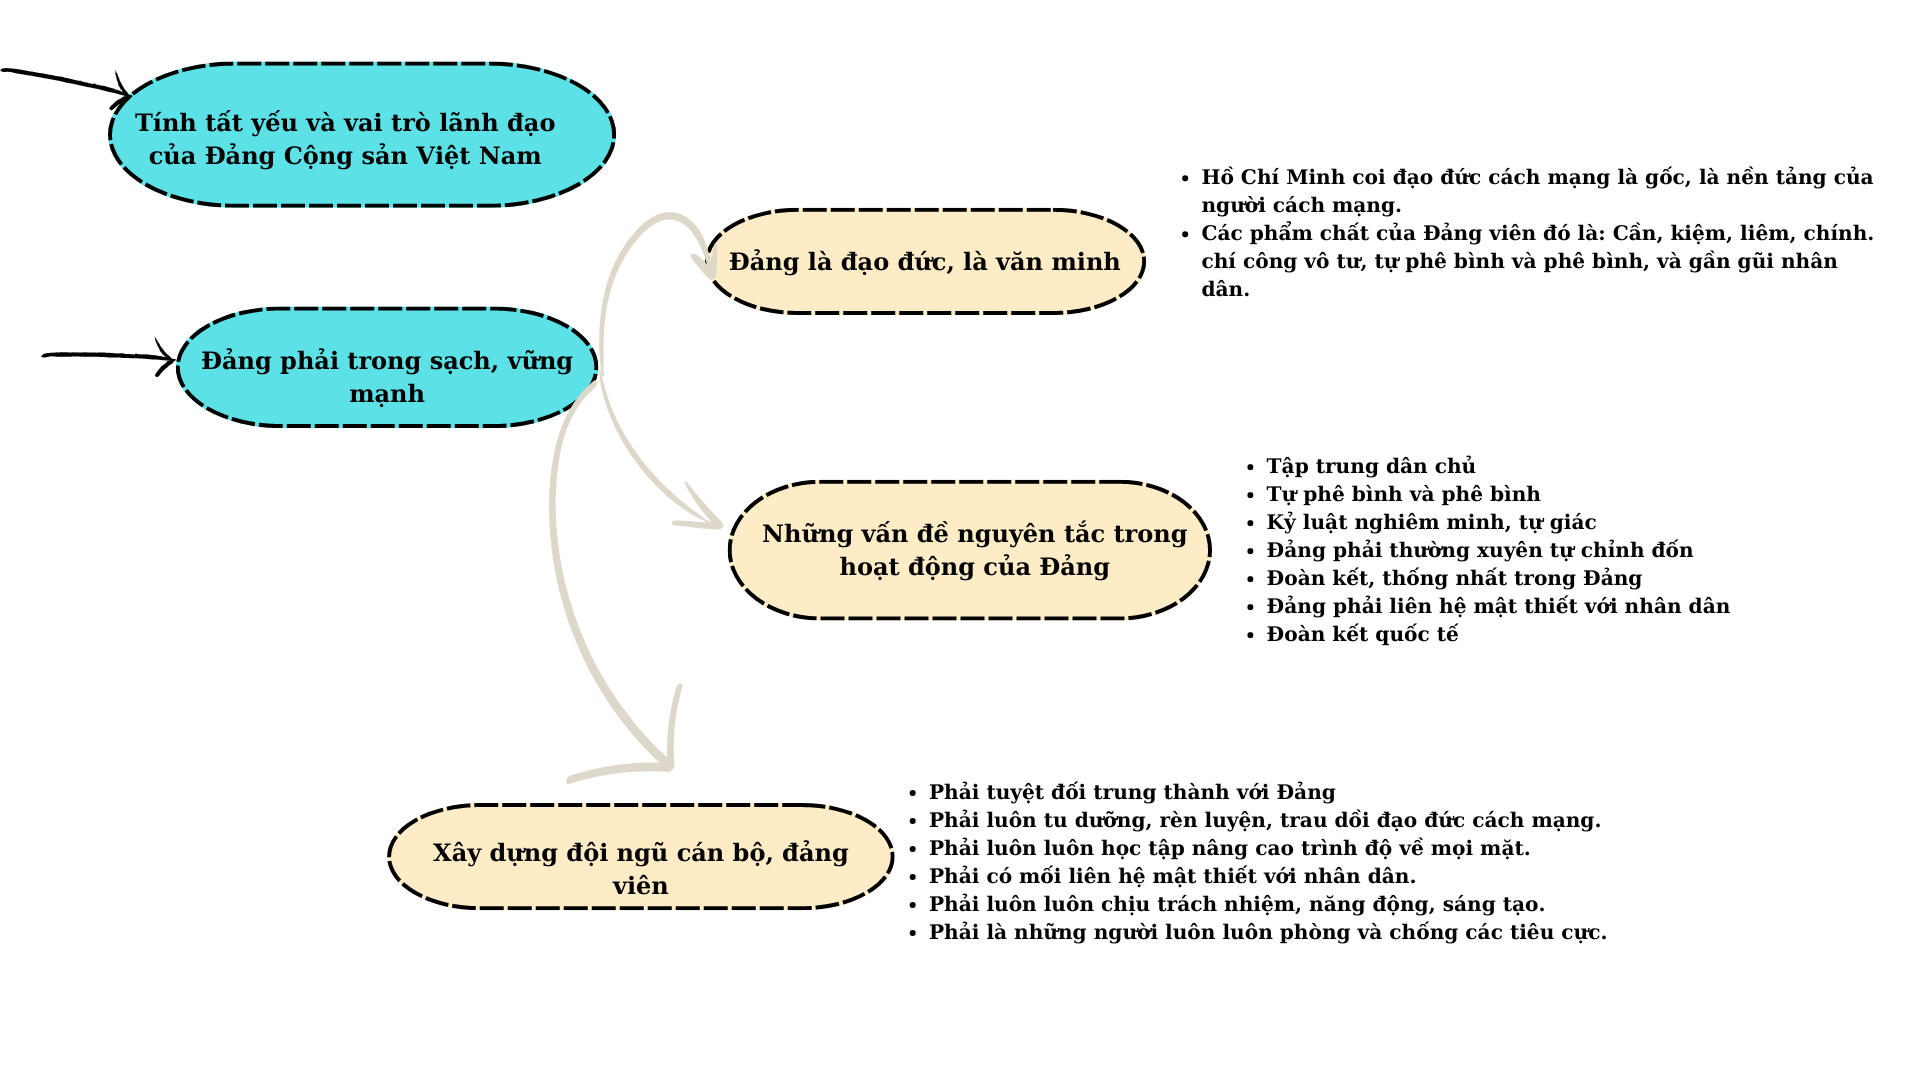 Tính tất yếu và vai trò lãnh đạo
của Đảng Cộng sản Việt Nam
Đảng phải trong sạch, vững
mạnh
Đảng là đạo đức, là văn minh
Hồ Chí Minh coi đạo đức cách mạng là gốc, là nền tảng của
người cách mạng.
Các phẩm chất của Đảng viên đó là: Cần, kiệm, liêm, chính.
chí công vô tư, tự phê bình và phê bình, và gần gũi nhân
dân.
Những vấn đề nguyên tắc trong
hoạt động của Đảng
Tập trung dân chủ
Tự phê bình và phê bình
Kỷ luật nghiêm minh, tự giác
Đảng phải thường xuyên tự chỉnh đốn
Đoàn kết, thống nhất trong Đảng
Đảng phải liên hệ mật thiết với nhân dân
Đoàn kết quốc tế
Xây dựng đội ngũ cán bộ, đảng
viên
Phải tuyệt đối trung thành với Đảng
Phải luôn tu dưỡng, rèn luyện, trau dồi đạo đức cách mạng.
Phải luôn luôn học tập nâng cao trình độ về mọi mặt.
Phải có mối liên hệ mật thiết với nhân dân.
Phải luôn luôn chịu trách nhiệm, năng động, sáng tạo.
Phải là những người luôn luôn phòng và chống các tiêu cực.